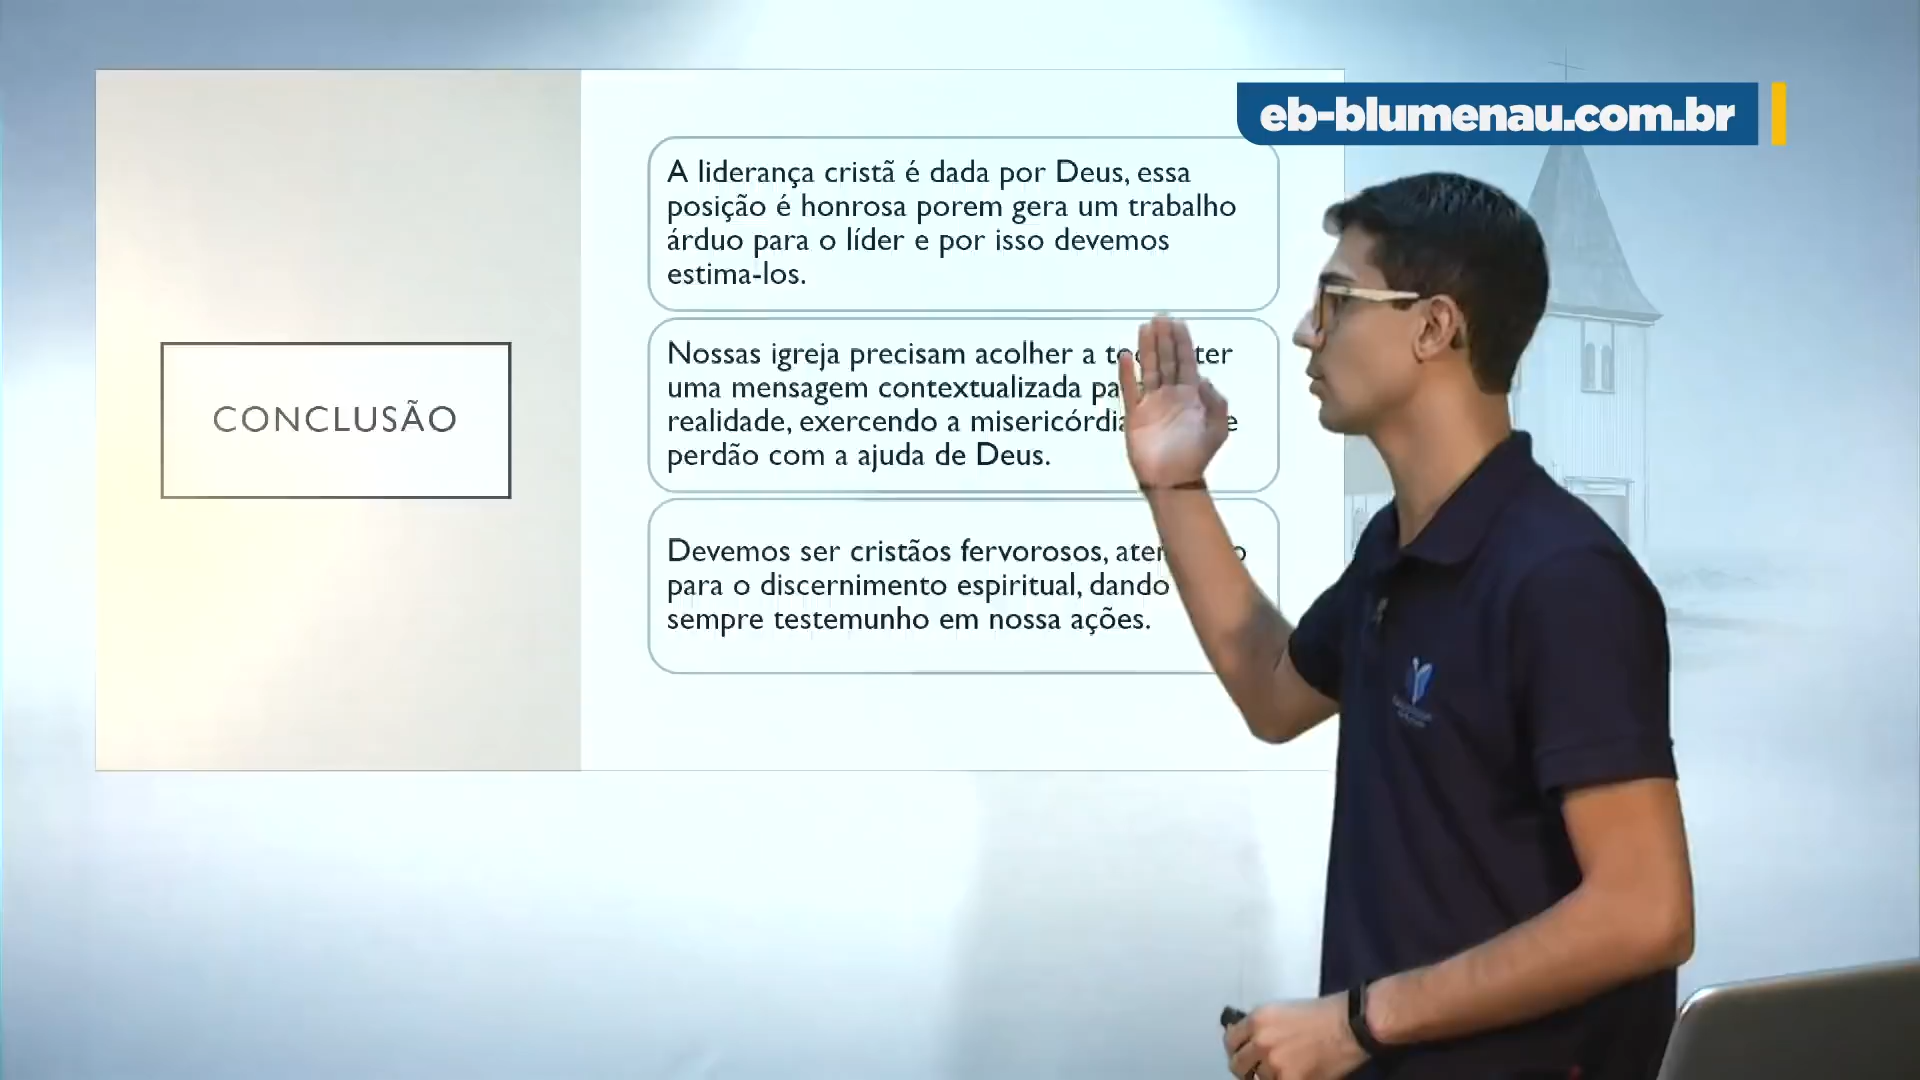 eb-blumenau.com.br
CONCLUSÃO
A liderança cristã é dada por Deus, essa
posição é honrosa porem gera um trabalho
árduo para o líder e por isso devemos
estima-los.
Nossas igreja precisam acolher a ter
uma mensagem contextualizada
realidade, exercendo a misericórdia e
perdão com a ajuda de Deus.
Devemos ser cristãos fervorosos,
para o discernimento espiritual, dando
sempre testemunho em nossa ações.